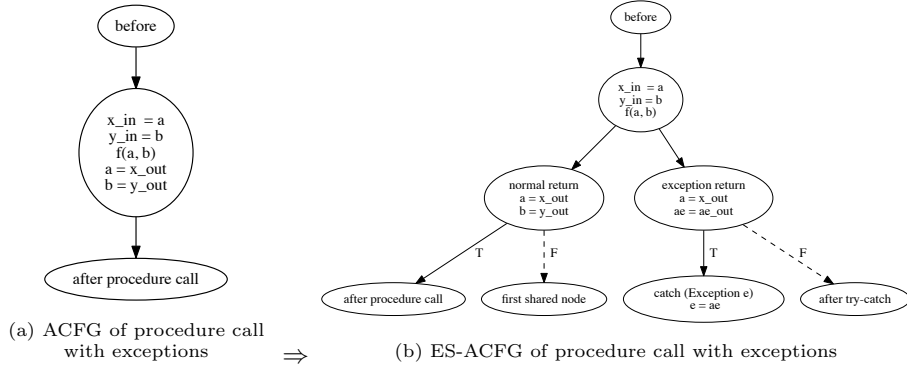 before
x_in = a
y_in = b
f(a, b)
a = x_out
b = y_out
after procedure call
(a) ACFG of procedure call
with exceptions
⇒
before
x_in = a
y_in = b
f(a, b)
normal return
a = x_out
b = y_out
exception return
a = x_out
ae = ae_out
T
F
T
F
after procedure call
first shared node
catch (Exception e)
e = ae
after try-catch
(b) ES-ACFG of procedure call with exceptions